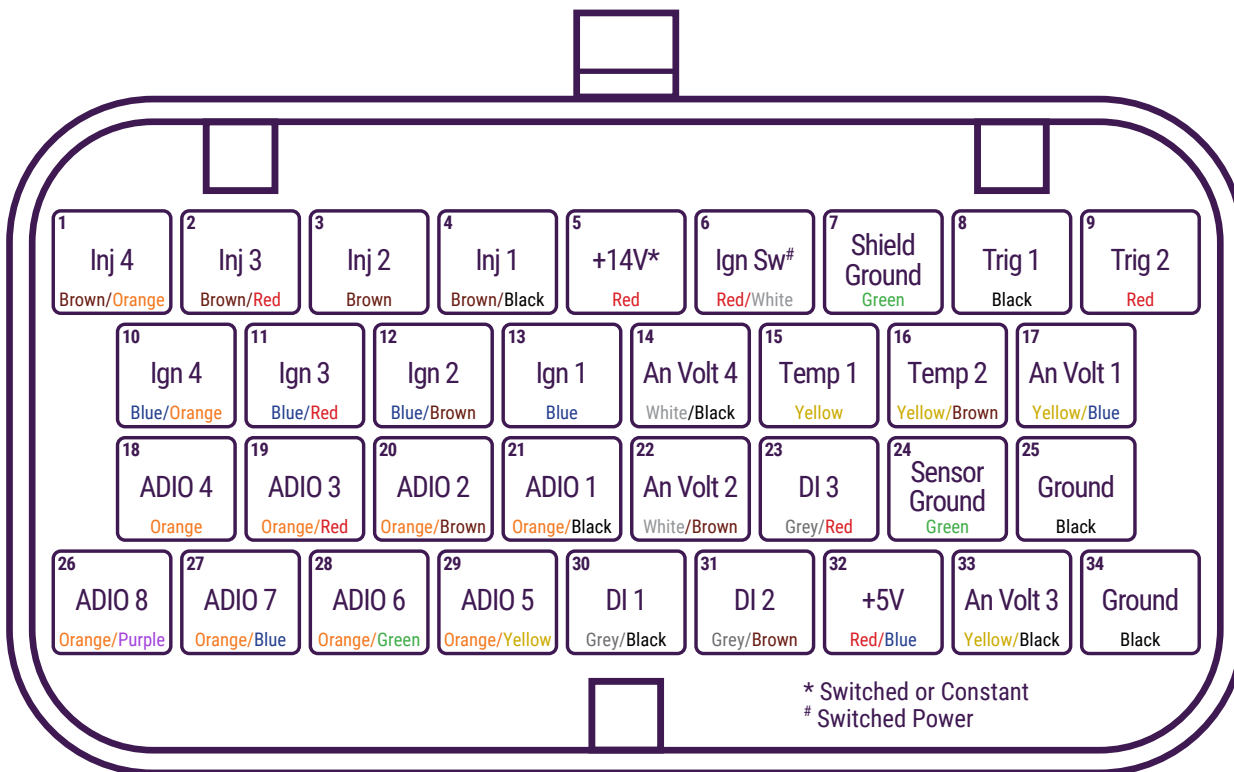 1
Inj 4
Brown/Orange
2
Inj 3
Brown/Red
3
Inj 2
Brown
4
Inj 1
Brown/Black
5
+14V*
Red
6
Ign Sw#
Red/White
7
Shield
Ground
Green
8
Trig 1
Black
9
Trig 2
Red
10
Ign 4
Blue/Orange
11
Ign 3
Blue/Red
12
Ign 2
Blue/Brown
13
Ign 1
Blue
14
An Volt 4
White/Black
15
Temp 1
Yellow
16
Temp 2
Yellow/Brown
17
An Volt 1
Yellow/Blue
18
ADIO 4
Orange
19
ADIO 3
Orange/Red
20
ADIO 2
Orange/Brown
21
ADIO 1
Orange/Black
22
An Volt 2
White/Brown
23
DI 3
Grey/Red
24
Sensor
Ground
Green
25
Ground
Black
26
ADIO 8
Orange/Purple
27
ADIO 7
Orange/Blue
28
ADIO 6
Orange/Green
29
ADIO 5
Orange/Yellow
30
DI 1
Grey/Black
31
DI 2
Grey/Brown
32
+5V
Red/Blue
33
An Volt 3
Yellow/Black
34
Ground
Black
* Switched or Constant
# Switched Power